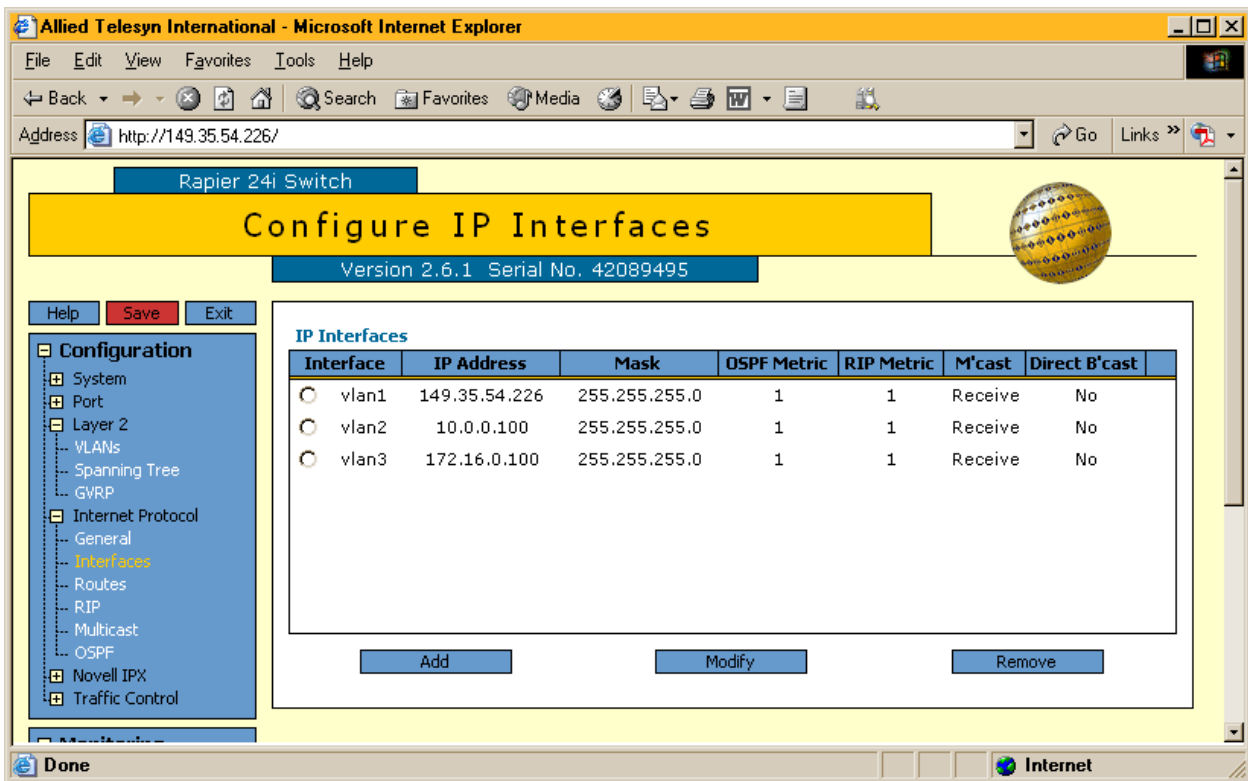 Allied Telesyn International - Microsoft Internet Explorer
File Edit View Favorites Tools Help
Back Search Favorites Media
Address http://149.35.54.226/ Go Links »
Rapier 24i Switch
Configure IP Interfaces
Version 2.6.1 Serial No. 42089495
Help Save Exit
Configuration
System
Port
Layer 2
VLANs
Spanning Tree
GVRP
Internet Protocol
General
Interfaces
Routes
RIP
Multicast
OSPF
Novell IPX
Traffic Control
IP Interfaces
Interface IP Address Mask OSPF Metric RIP Metric M'cast Direct B'cast
vlan1 149.35.54.226 255.255.255.0 1 1 Receive No
vlan2 10.0.0.100 255.255.255.0 1 1 Receive No
vlan3 172.16.0.100 255.255.255.0 1 1 Receive No
Add Modify Remove
Done Internet